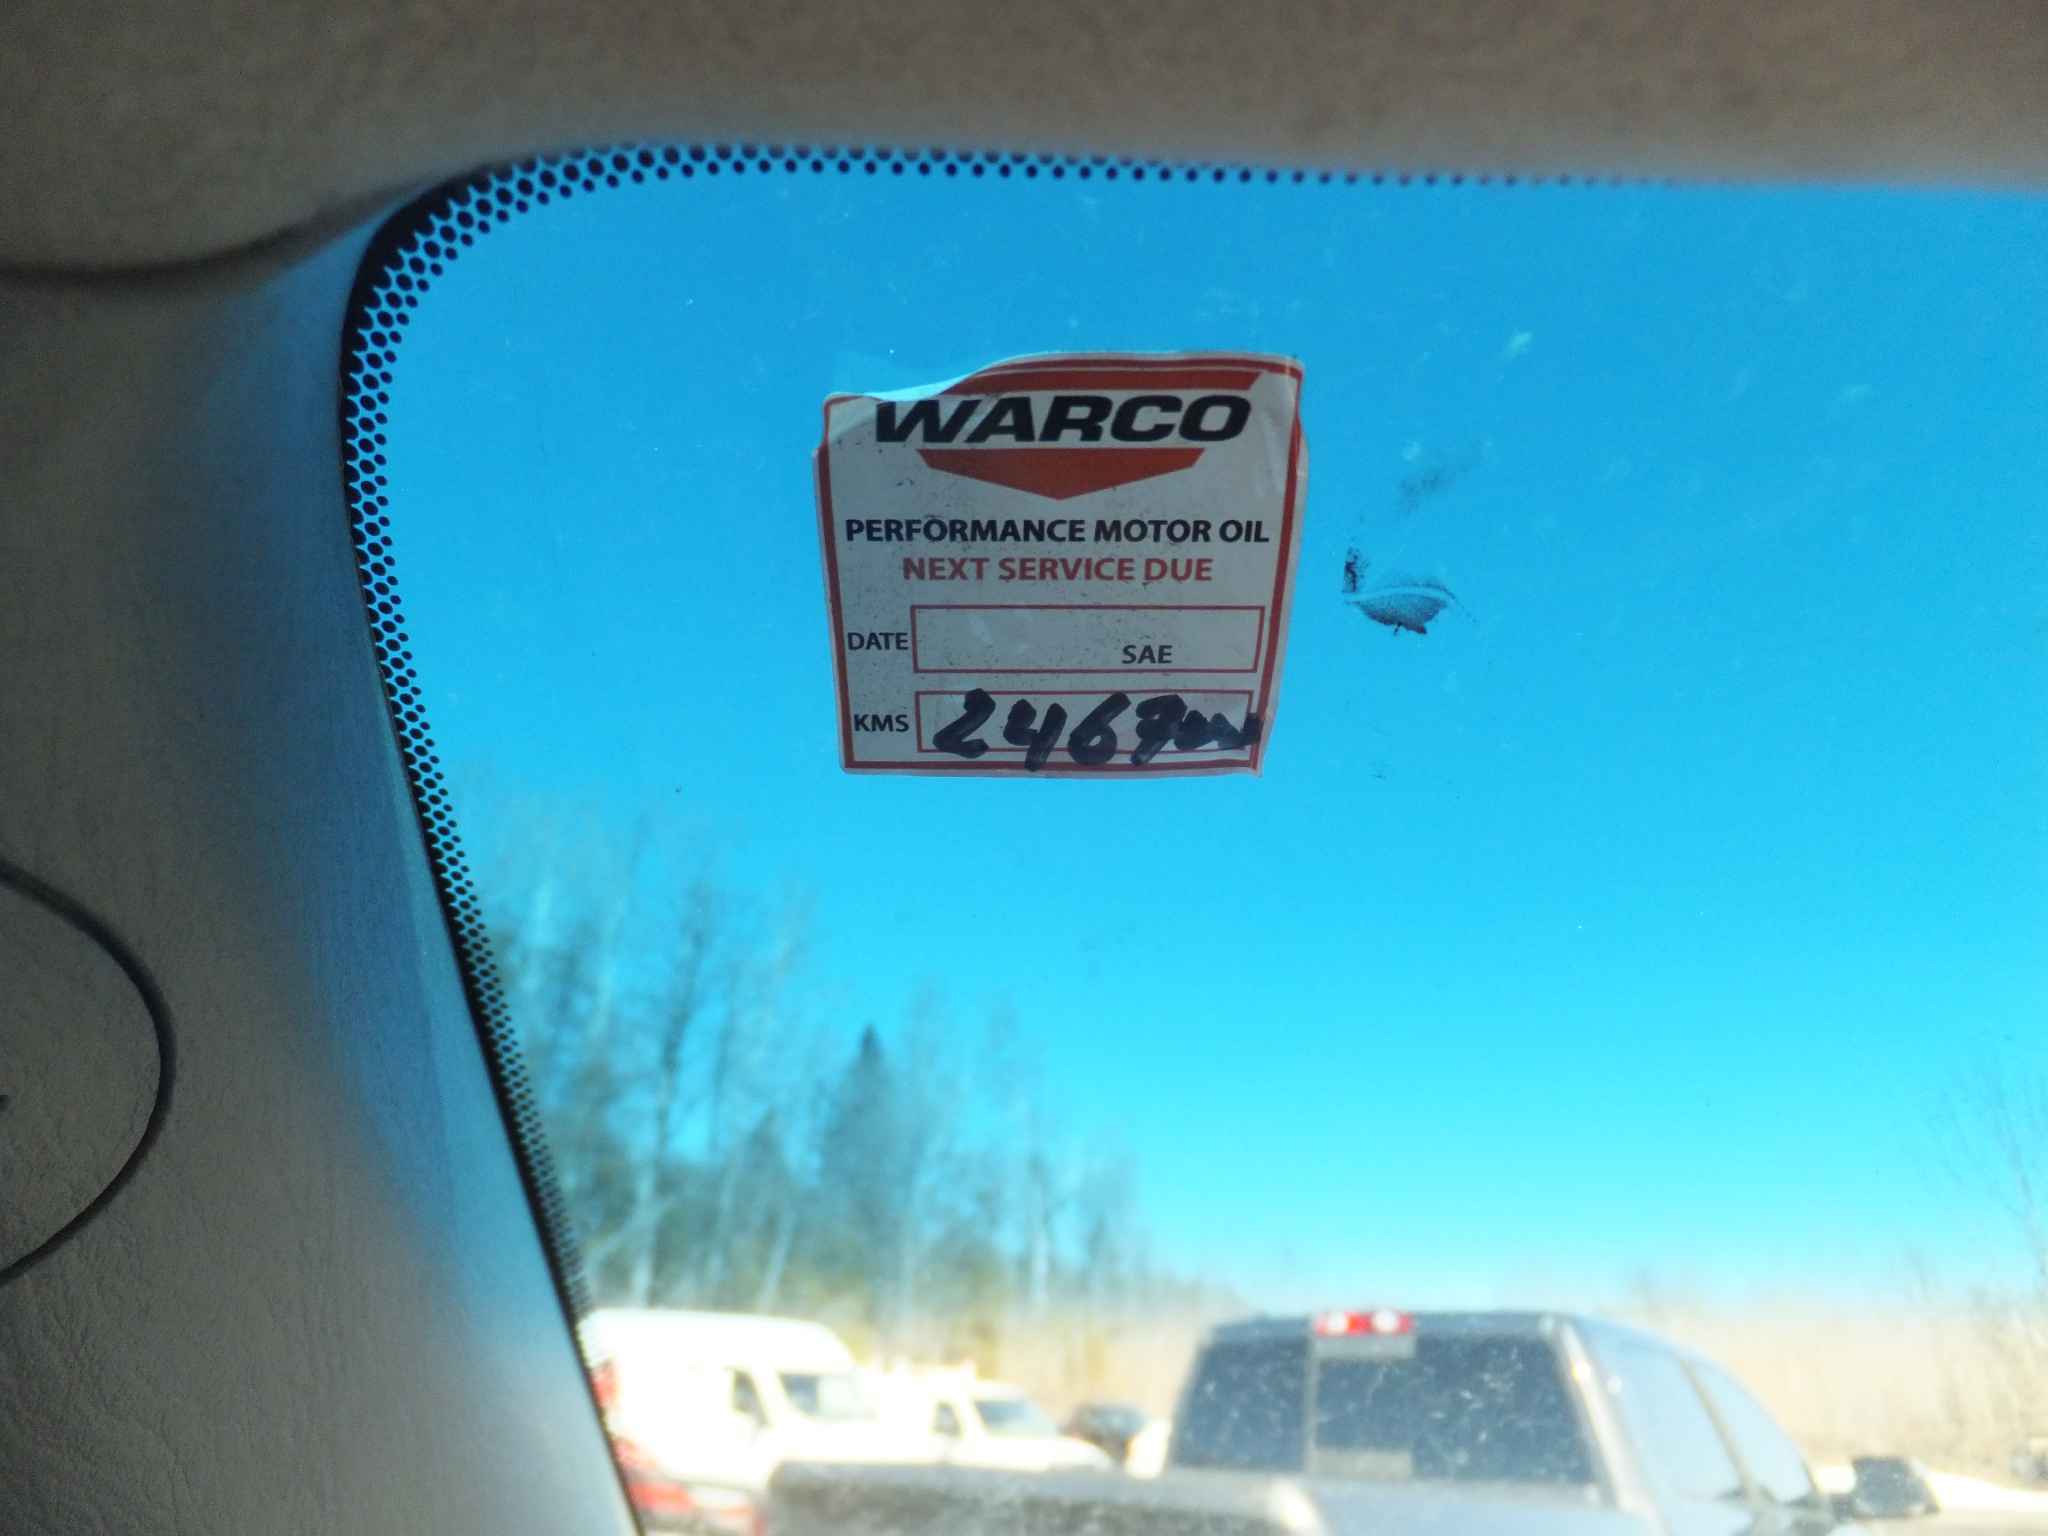 WARCO
PERFORMANCE MOTOR OIL
NEXT SERVICE DUE
DATE
SAE
KMS